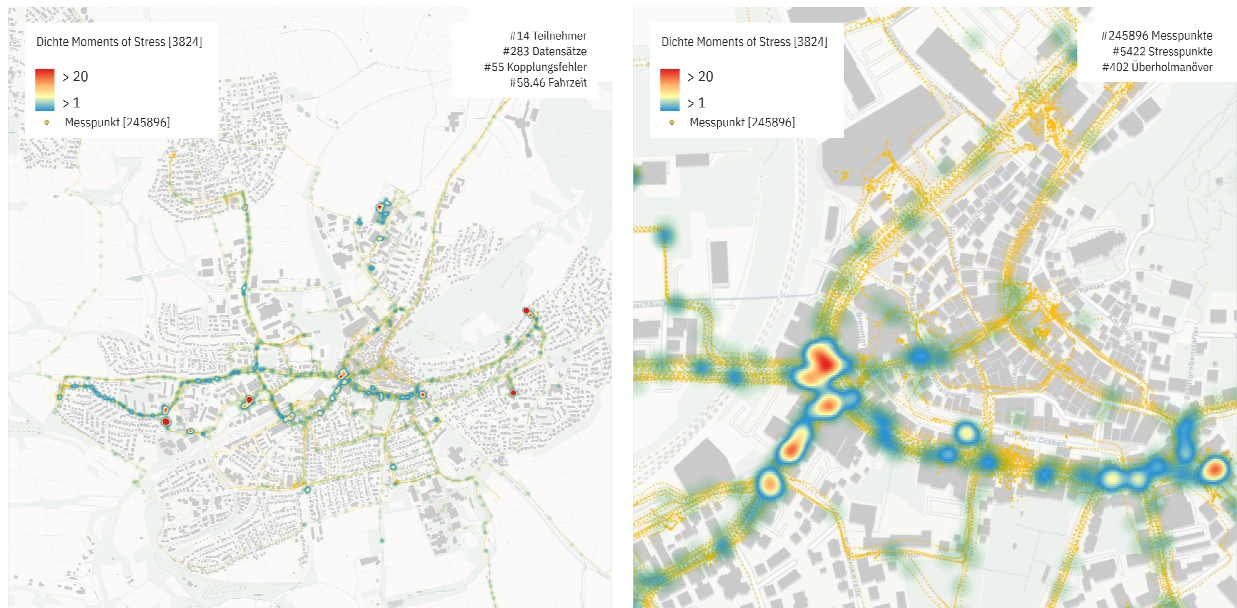 Dichte Moments of Stress [3824]
> 20
> 1
Messpunkt [245896]
#14 Teilnehmer
#283 Datensätze
#55 Kopplungsfehler
#58.46 Fahrzeit
Dichte Moments of Stress [3824]
> 20
> 1
Messpunkt [245896]
#245896 Messpunkte
#5422 Stresspunkte
#402 Überholmanöver
Graben